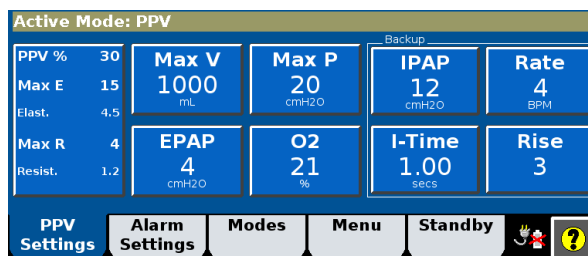 Active Mode: PPV
PPV % 30
Max E 15
Elast. 4.5
Max R 4
Resist. 1.2
Max V
1000
mL
Max P
20
cmH2O
EPAP
4
cmH2O
O2
21
%
Backup
IPAP
12
cmH2O
Rate
4
BPM
I-Time
1.00
secs
Rise
3
PPV
Settings
Alarm
Settings
Modes
Menu
Standby
?